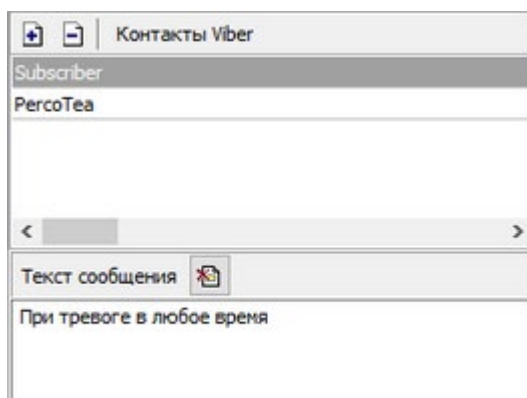 Контакты Viber
Subscriber
PercoTea
Текст сообщения
При тревоге в любое время